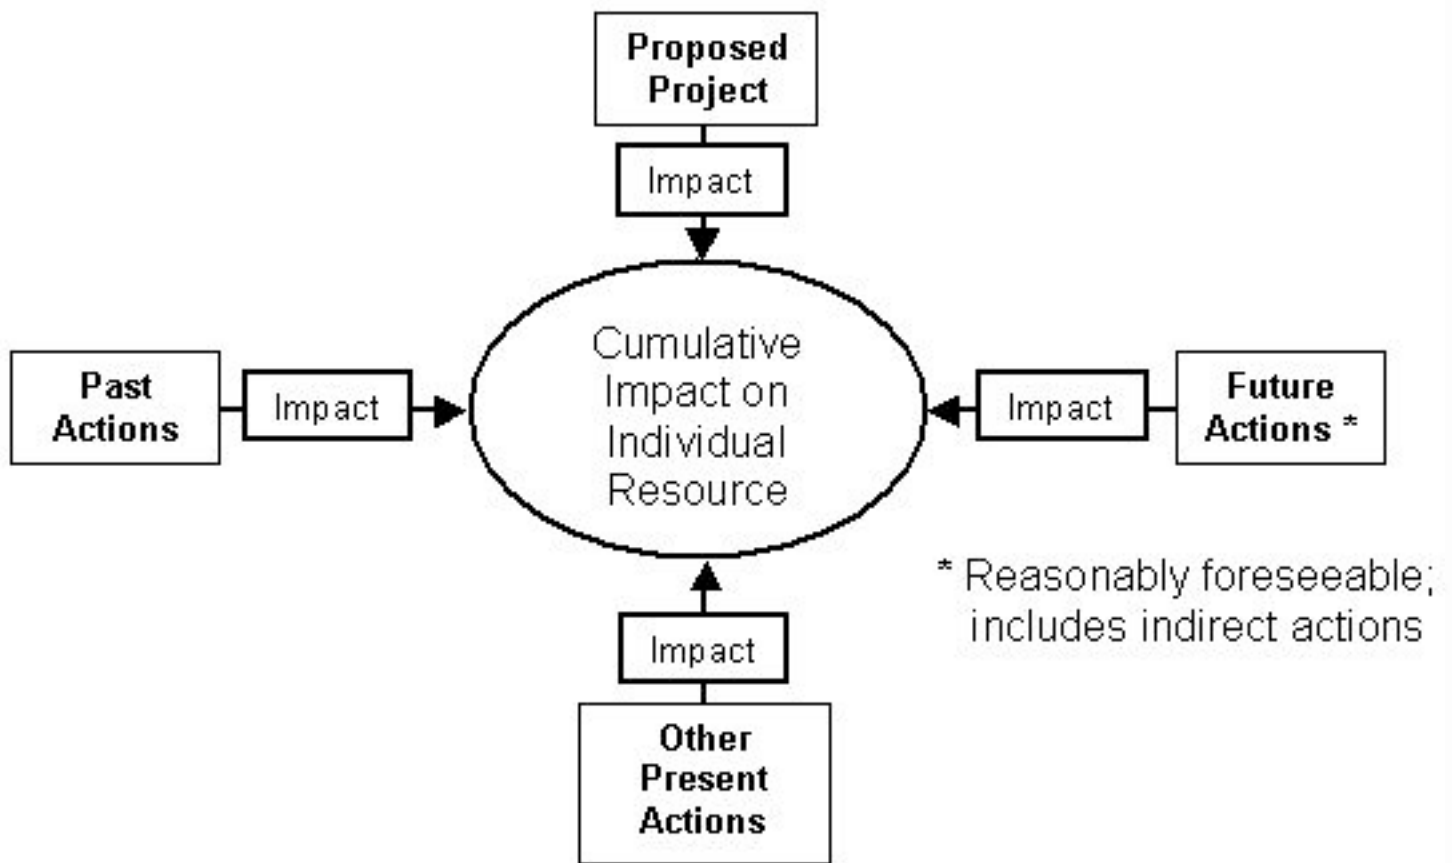 Proposed
Project
Impact
Past
Actions
Impact
Cumulative
Impact on
Individual
Resource
Impact
Future
Actions *
* Reasonably foreseeable;
includes indirect actions
Impact
Other
Present
Actions